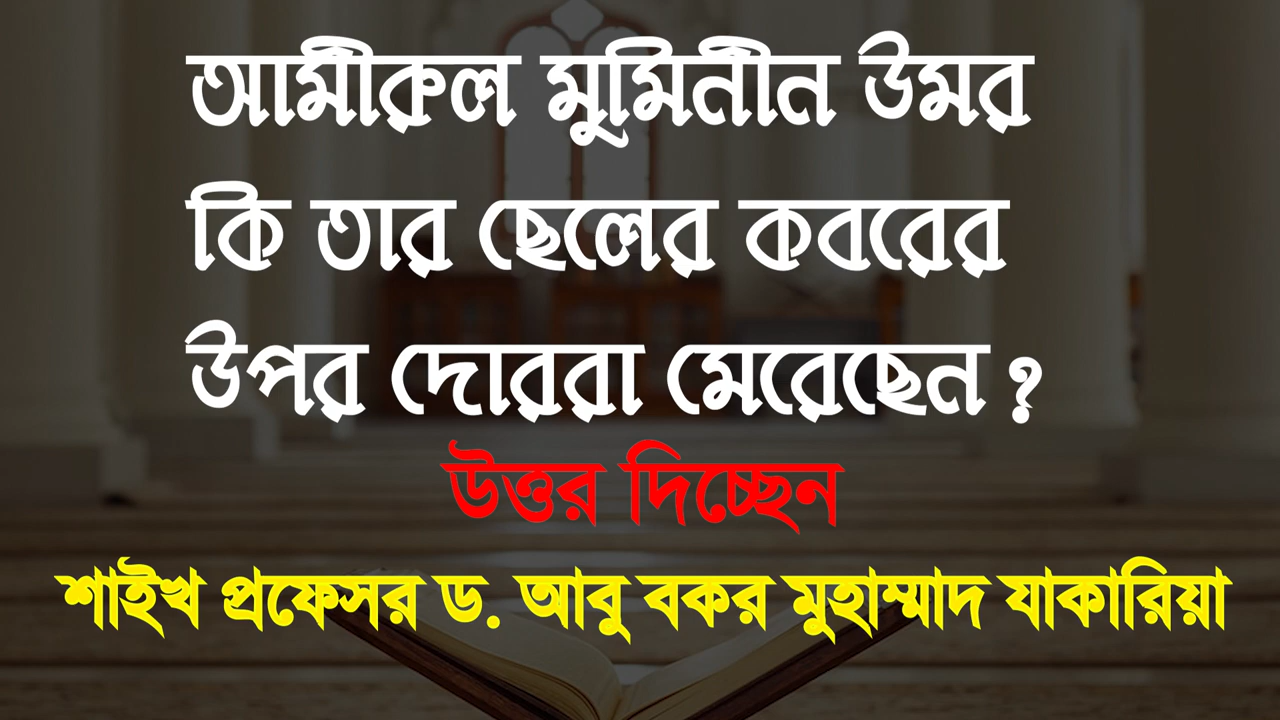 আমীরুল মুমিনীন উমর
কি তার ছেলের কবরের
উপর দোররা মেরেছেন ?
উত্তর দিচ্ছেন
শাইখ প্রফেসর ড. আবু বকর মুহাম্মাদ যাকারিয়া